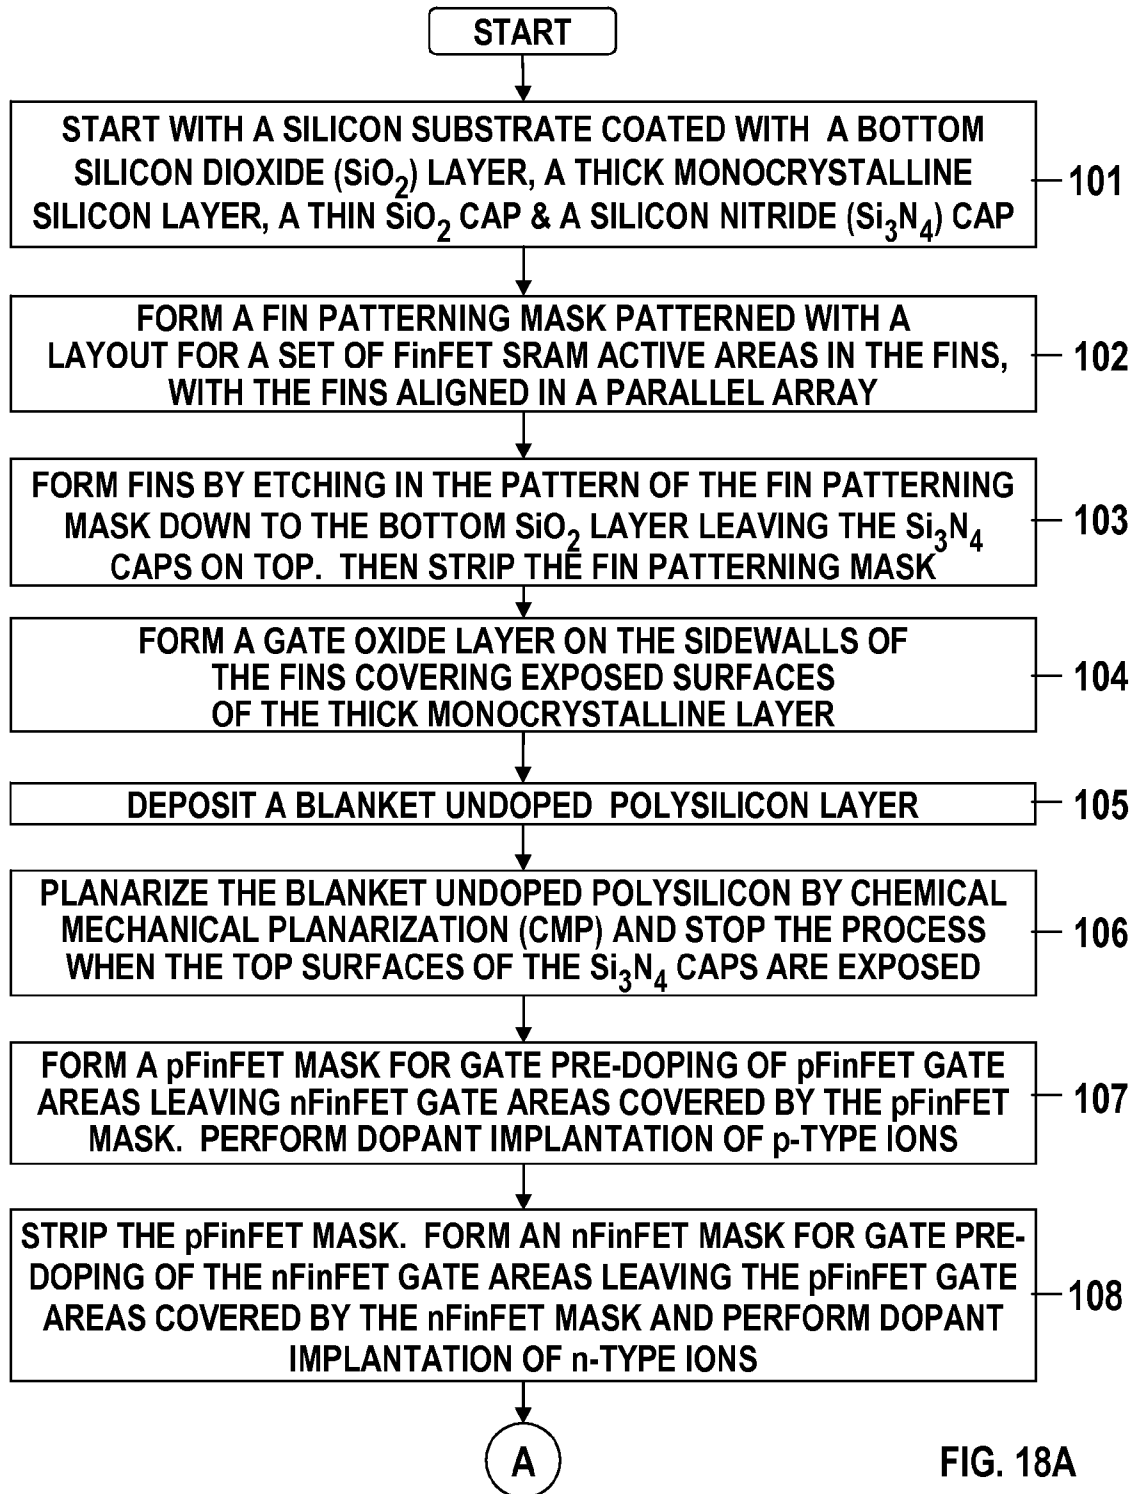 START
START WITH A SILICON SUBSTRATE COATED WITH A BOTTOM
SILICON DIOXIDE (SiO2) LAYER, A THICK MONOCRYSTALLINE
SILICON LAYER, A THIN SiO2 CAP & A SILICON NITRIDE (Si3N4) CAP
101
FORM A FIN PATTERNING MASK PATTERNED WITH A
LAYOUT FOR A SET OF FinFET SRAM ACTIVE AREAS IN THE FINS,
WITH THE FINS ALIGNED IN A PARALLEL ARRAY
102
FORM FINS BY ETCHING IN THE PATTERN OF THE FIN PATTERNING
MASK DOWN TO THE BOTTOM SiO2 LAYER LEAVING THE Si3N4
CAPS ON TOP. THEN STRIP THE FIN PATTERNING MASK
103
FORM A GATE OXIDE LAYER ON THE SIDEWALLS OF
THE FINS COVERING EXPOSED SURFACES
OF THE THICK MONOCRYSTALLINE LAYER
104
DEPOSIT A BLANKET UNDOPED POLYSILICON LAYER
105
PLANARIZE THE BLANKET UNDOPED POLYSILICON BY CHEMICAL
MECHANICAL PLANARIZATION (CMP) AND STOP THE PROCESS
WHEN THE TOP SURFACES OF THE Si3N4 CAPS ARE EXPOSED
106
FORM A pFinFET MASK FOR GATE PRE-DOPING OF pFinFET GATE
AREAS LEAVING nFinFET GATE AREAS COVERED BY THE pFinFET
MASK. PERFORM DOPANT IMPLANTATION OF p-TYPE IONS
107
STRIP THE pFinFET MASK. FORM AN nFinFET MASK FOR GATE PRE-
DOPING OF THE nFinFET GATE AREAS LEAVING THE pFinFET GATE
AREAS COVERED BY THE nFinFET MASK AND PERFORM DOPANT
IMPLANTATION OF n-TYPE IONS
108
A
FIG. 18A